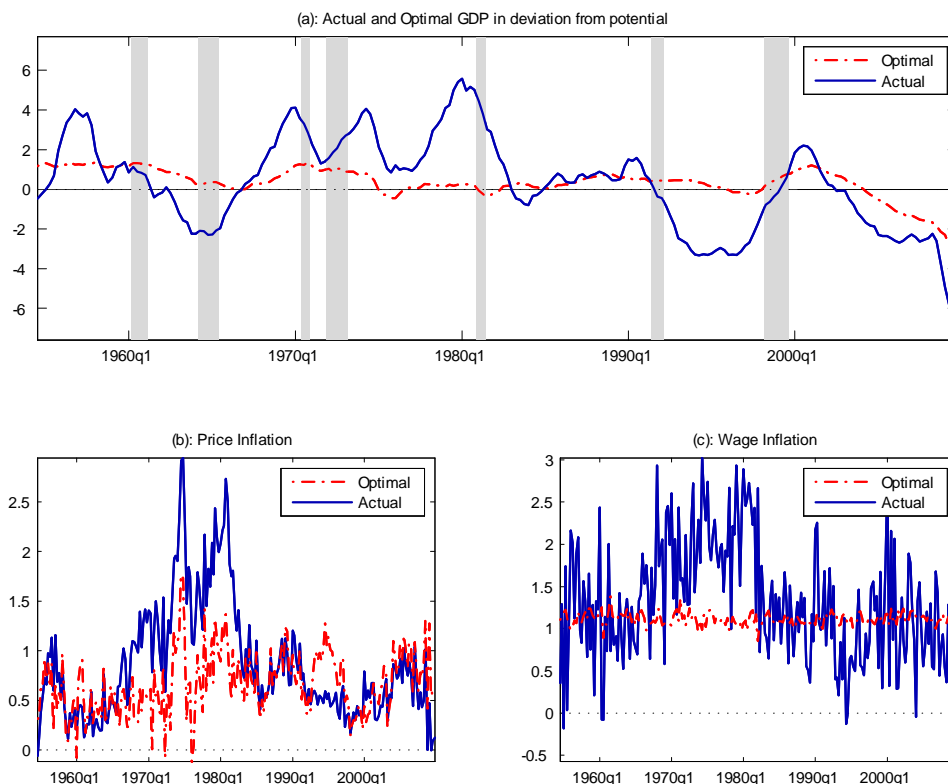 (a): Actual and Optimal GDP in deviation from potential
Optimal
Actual
6
4
2
0
-2
-4
-6
1960q1 1970q1 1980q1 1990q1 2000q1
(b): Price Inflation
Optimal
Actual
2.5
2
1.5
1
0.5
0
1960q1 1970q1 1980q1 1990q1 2000q1
(c): Wage Inflation
Optimal
Actual
3
2.5
2
1.5
1
0.5
0
-0.5
1960q1 1970q1 1980q1 1990q1 2000q1